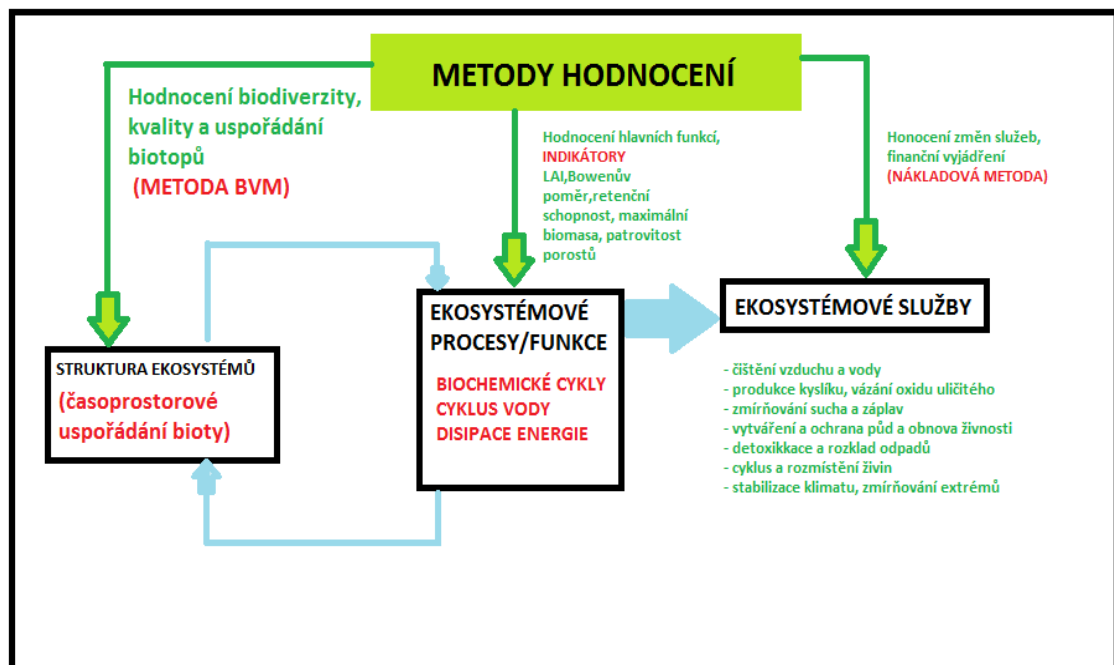 METODY HODNOCENÍ
Hodnocení biodiverzity,
kvality a uspořádání
biotopů
(METODA BVM)
Hodnocení hlavních funkcí,
INDIKÁTORY
LAI,Bowenův
poměr,retenční
schopnost, maximální
biomasa, patrovitost
porostů
Honocení změn služeb,
finanční vyjádření
(NÁKLADOVÁ METODA)
STRUKTURA EKOSYSTÉMŮ
(časoprostorové
uspořádání bioty)
EKOSYSTÉMOVÉ
PROCESY/FUNKCE
BIOCHEMICKÉ CYKLY
CYKLUS VODY
DISIPACE ENERGIE
EKOSYSTÉMOVÉ SLUŽBY
- čištění vzduchu a vody
- produkce kyslíku, vázání oxidu uličitého
- zmírňování sucha a záplav
- vytváření a ochrana půd a obnova živnosti
- detoxikkace a rozklad odpadů
- cyklus a rozmístění živin
- stabilizace klimatu, zmírňování extrémů